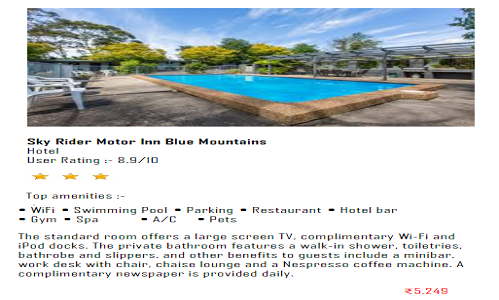 Sky Rider Motor Inn Blue Mountains
Hotel
User Rating :- 8.9/10
Top amenities :-
• WiFi • Swimming Pool • Parking • Restaurant • Hotel bar
• Gym • Spa • A/C • Pets
The standard room offers a large screen TV, complimentary Wi-Fi and
iPod docks. The private bathroom features a walk-in shower, toiletries,
bathrobe and slippers, and other benefits to guests include a minibar,
work desk with chair, chaise lounge and a Nespresso coffee machine. A
complimentary newspaper is provided daily.
₹5,249